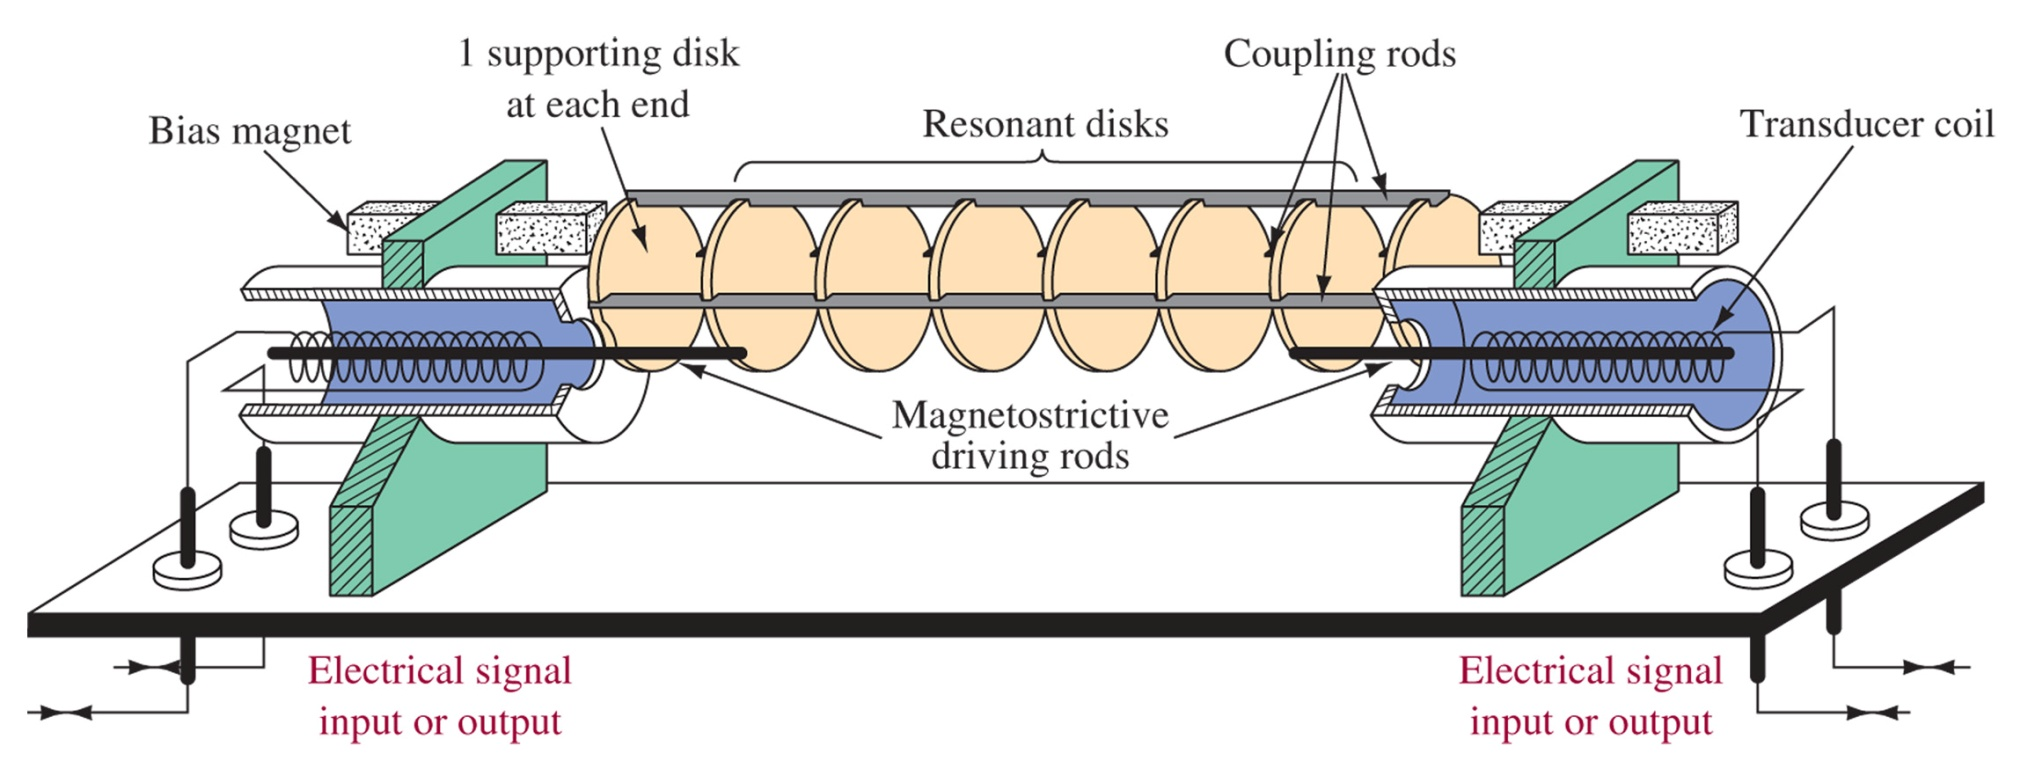 1 supporting disk
at each end
Coupling rods
Bias magnet
Resonant disks
Transducer coil
Magnetostrictive
driving rods
Electrical signal
input or output
Electrical signal
input or output